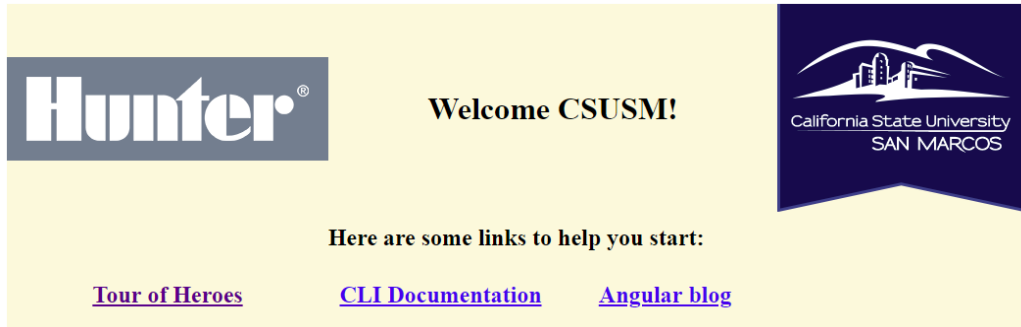 Hunter®
Welcome CSUSM!
California State University
SAN MARCOS
Here are some links to help you start:
Tour of Heroes CLI Documentation Angular blog